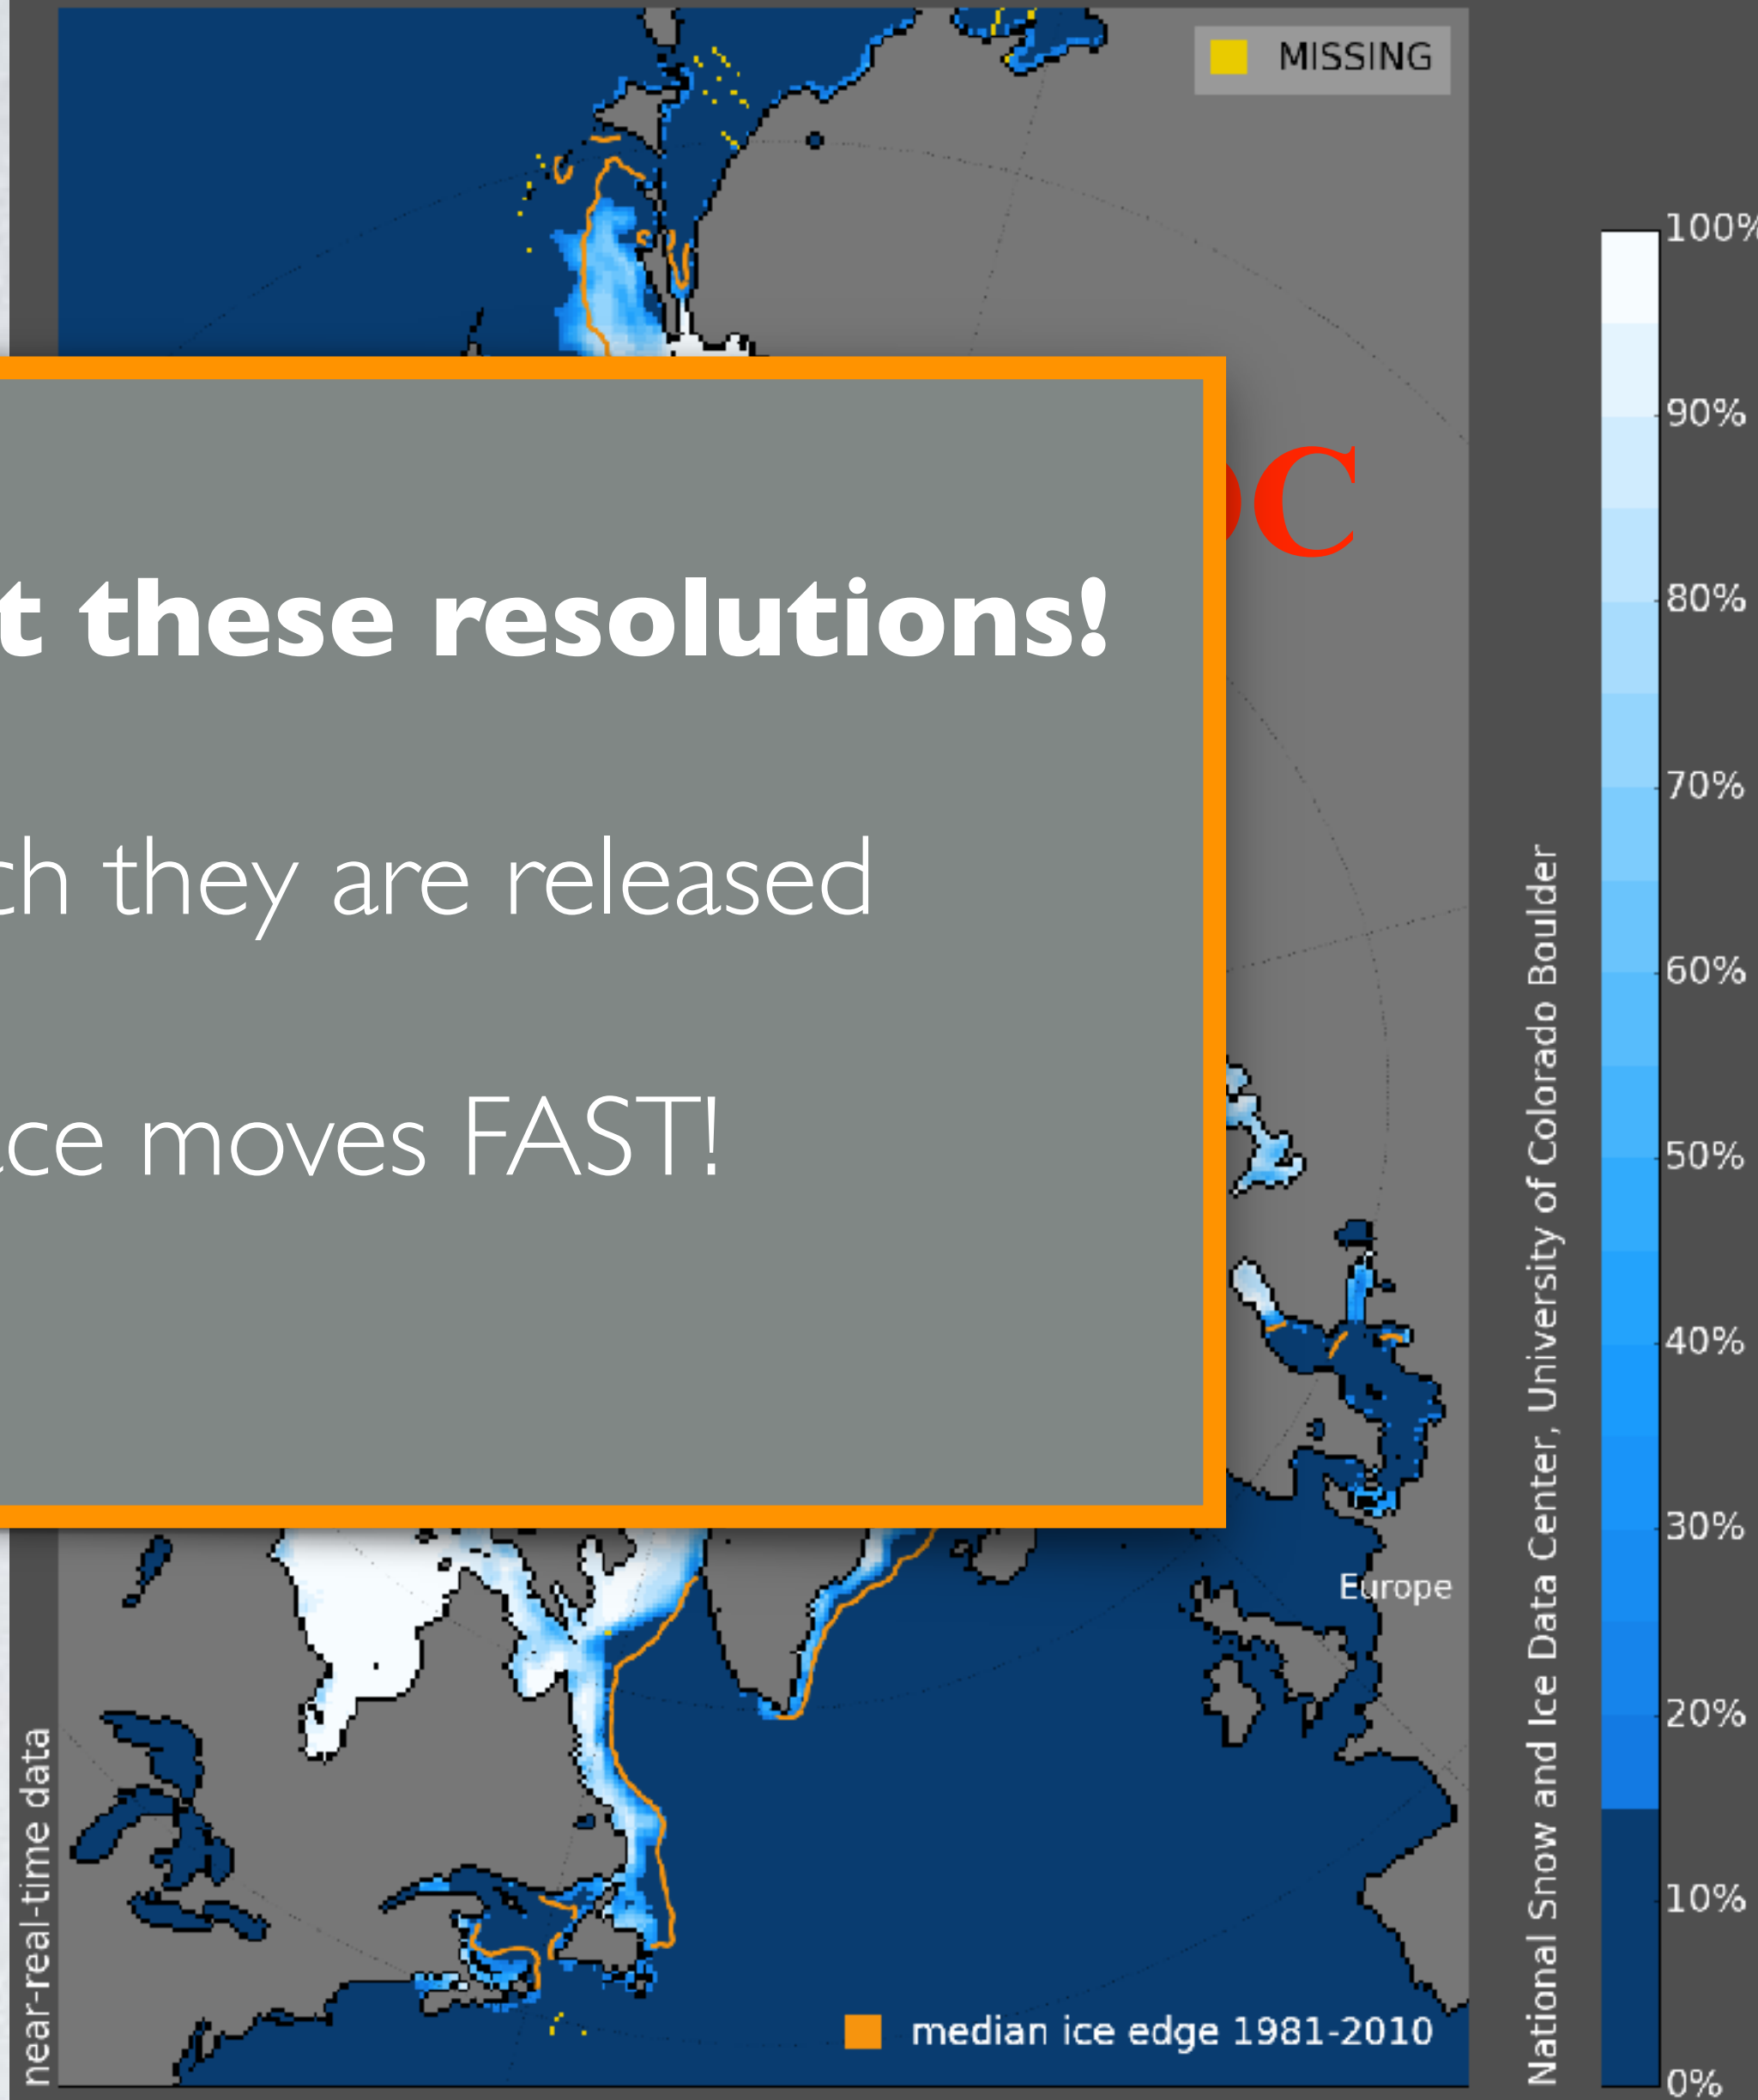 MISSING
C
these resolutions!
they are released
moves FAST!
Europe
median ice edge 1981-2010
near-real-time data
National Snow and Ice Data Center, University of Colorado Boulder
100%
90%
80%
70%
60%
50%
40%
30%
20%
10%
0%